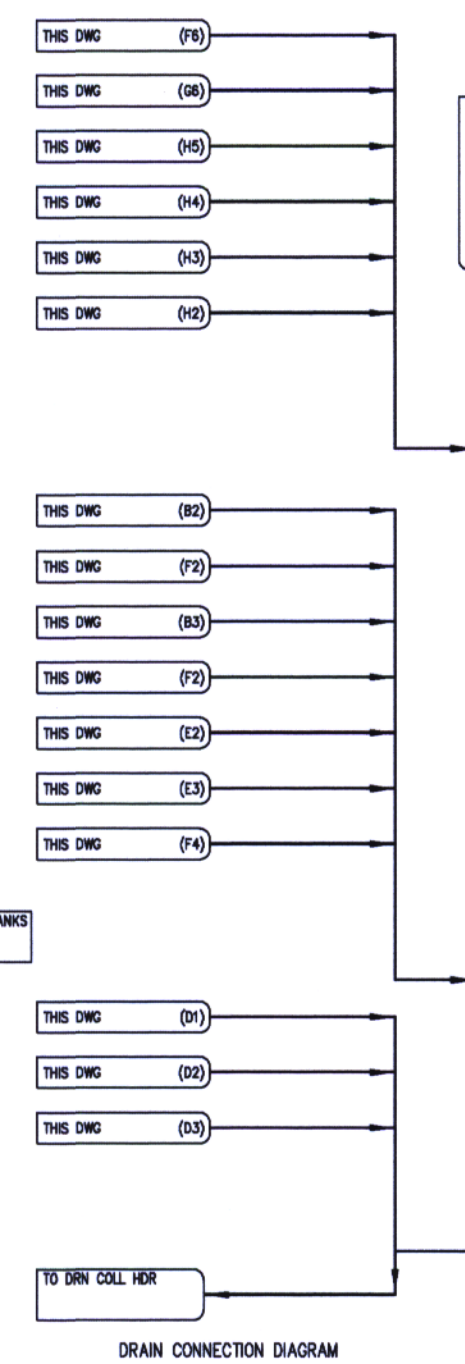 THIS DWG (F6)
THIS DWG (G6)
THIS DWG (H5)
THIS DWG (H4)
THIS DWG (H3)
THIS DWG (H2)
THIS DWG (B2)
THIS DWG (F2)
THIS DWG (B3)
THIS DWG (F2)
THIS DWG (E2)
THIS DWG (E3)
THIS DWG (F4)
ANKS
THIS DWG (D1)
THIS DWG (D2)
THIS DWG (D3)
TO DRN COLL HDR
DRAIN CONNECTION DIAGRAM